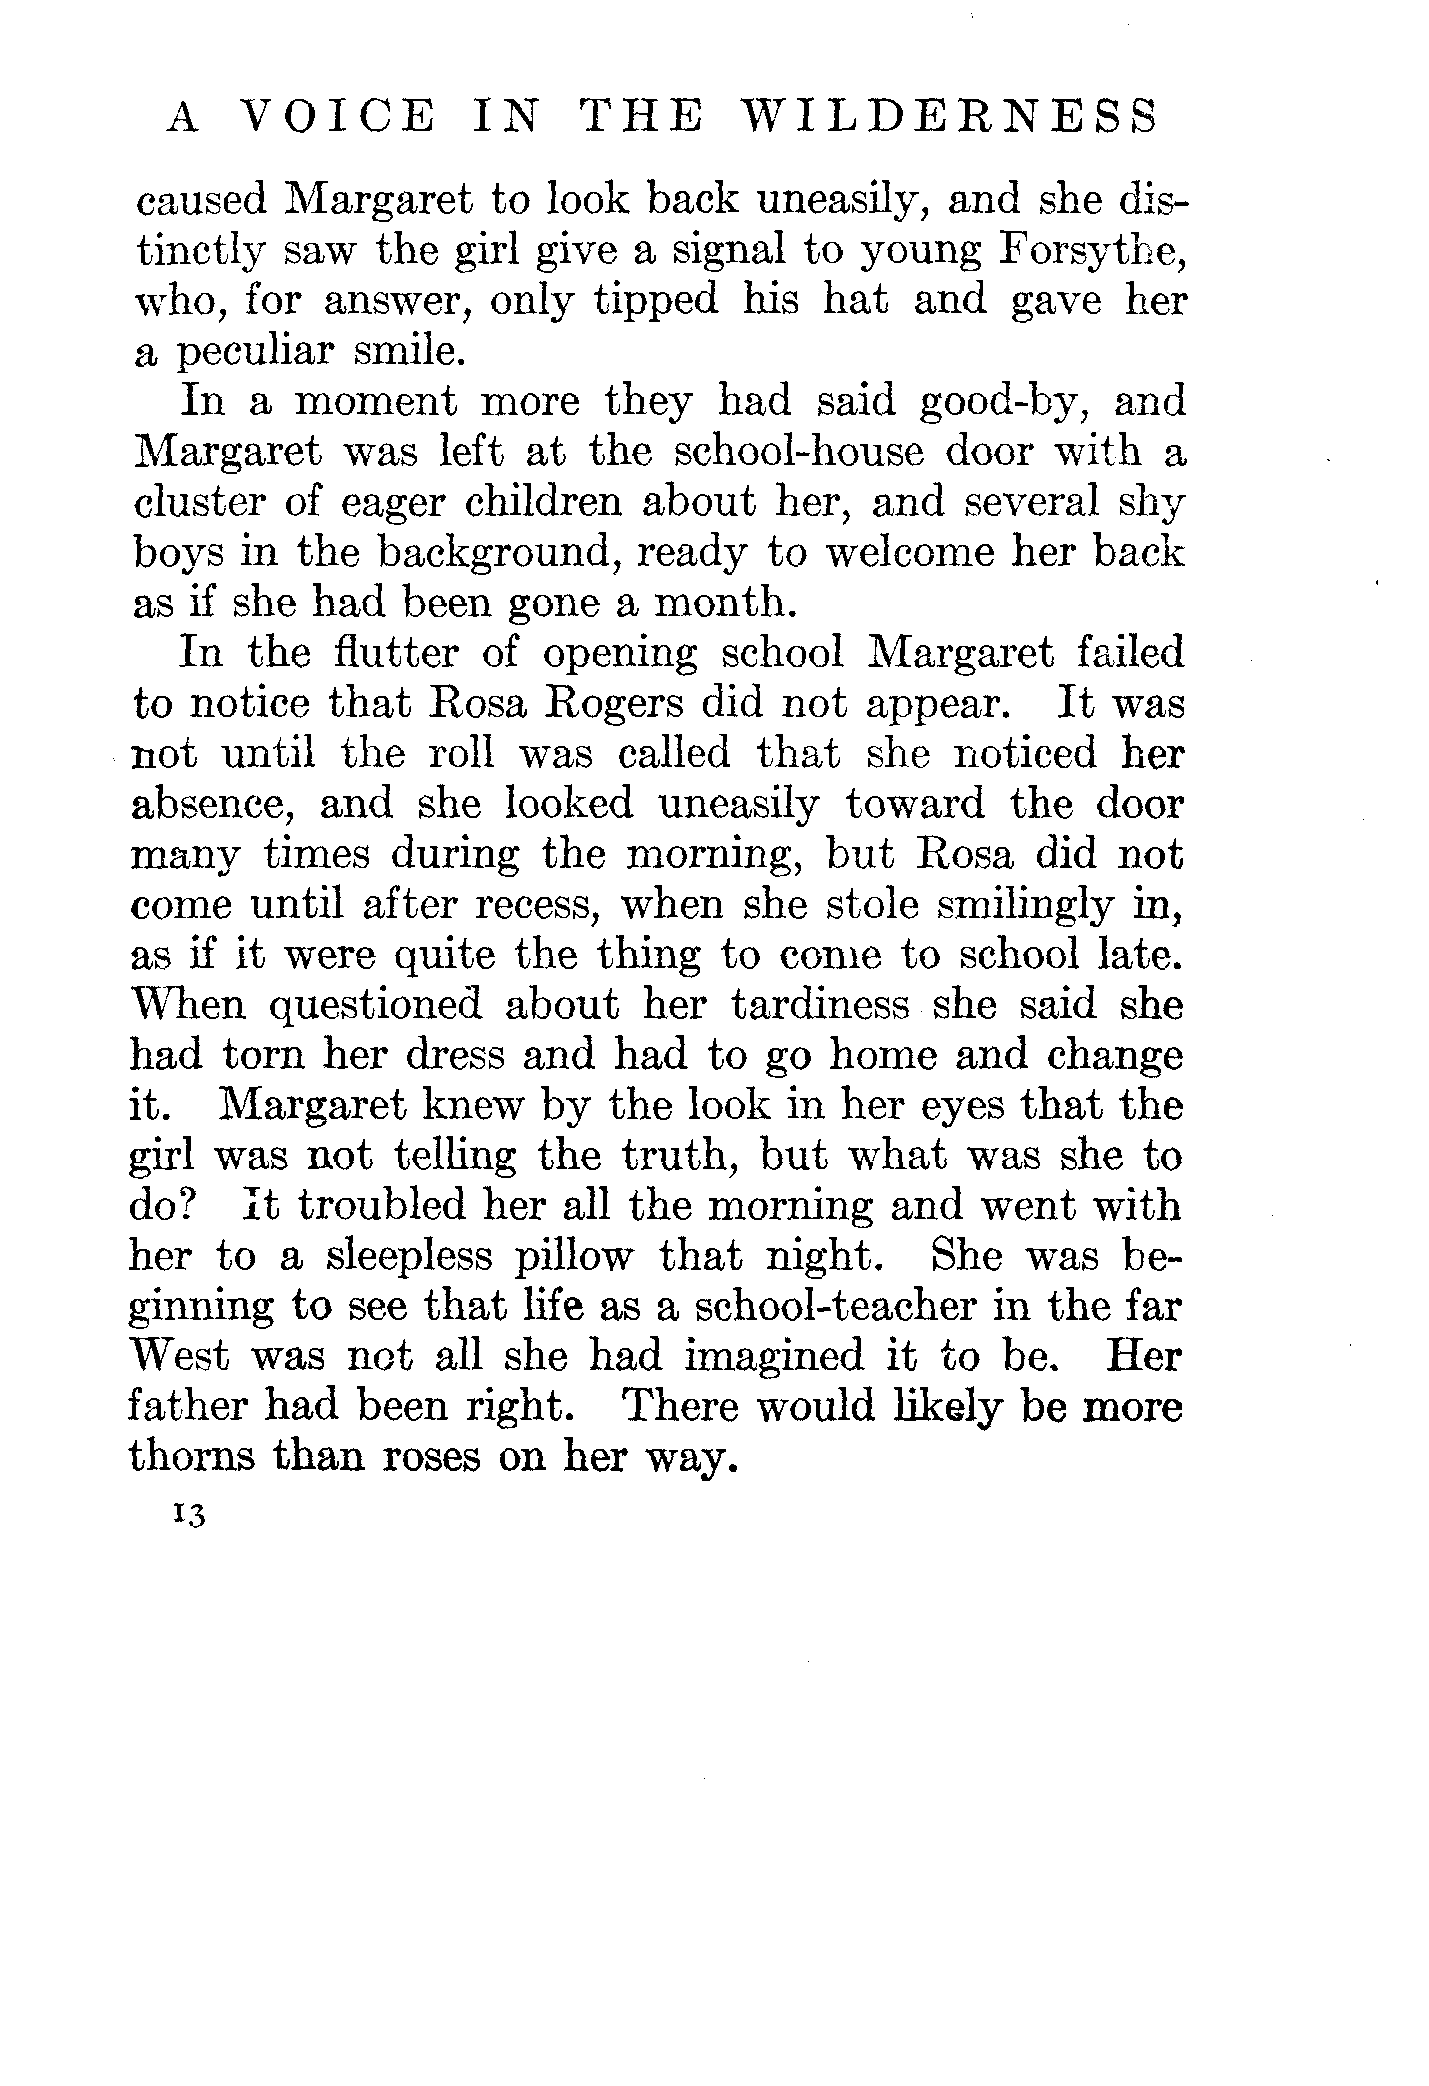 A VOICE IN THE WILDERNESS
caused Margaret to look back uneasily, and she dis-
tinctly saw the girl give a signal to young Forsythe,
who, for answer, only tipped his hat and gave her
a peculiar smile.
In a moment more they had said good-by, and
Margaret was left at the school-house door with a
cluster of eager children about her, and several shy
boys in the background, ready to welcome her back
as if she had been gone a month.
In the flutter of opening school Margaret failed
to notice that Rosa Rogers did not appear. It was
not until the roll was called that she noticed her
absence, and she looked uneasily toward the door
many times during the morning, but Rosa did not
come until after recess, when she stole smilingly in,
as if it were quite the thing to come to school late.
When questioned about her tardiness she said she
had torn her dress and had to go home and change
it. Margaret knew by the look in her eyes that the
girl was not telling the truth, but what was she to
do? It troubled her all the morning and went with
her to a sleepless pillow that night. She was be-
ginning to see that life as a school-teacher in the far
West was not all she had imagined it to be. Her
father had been right. There would likely be more
thorns than roses on her way.
13